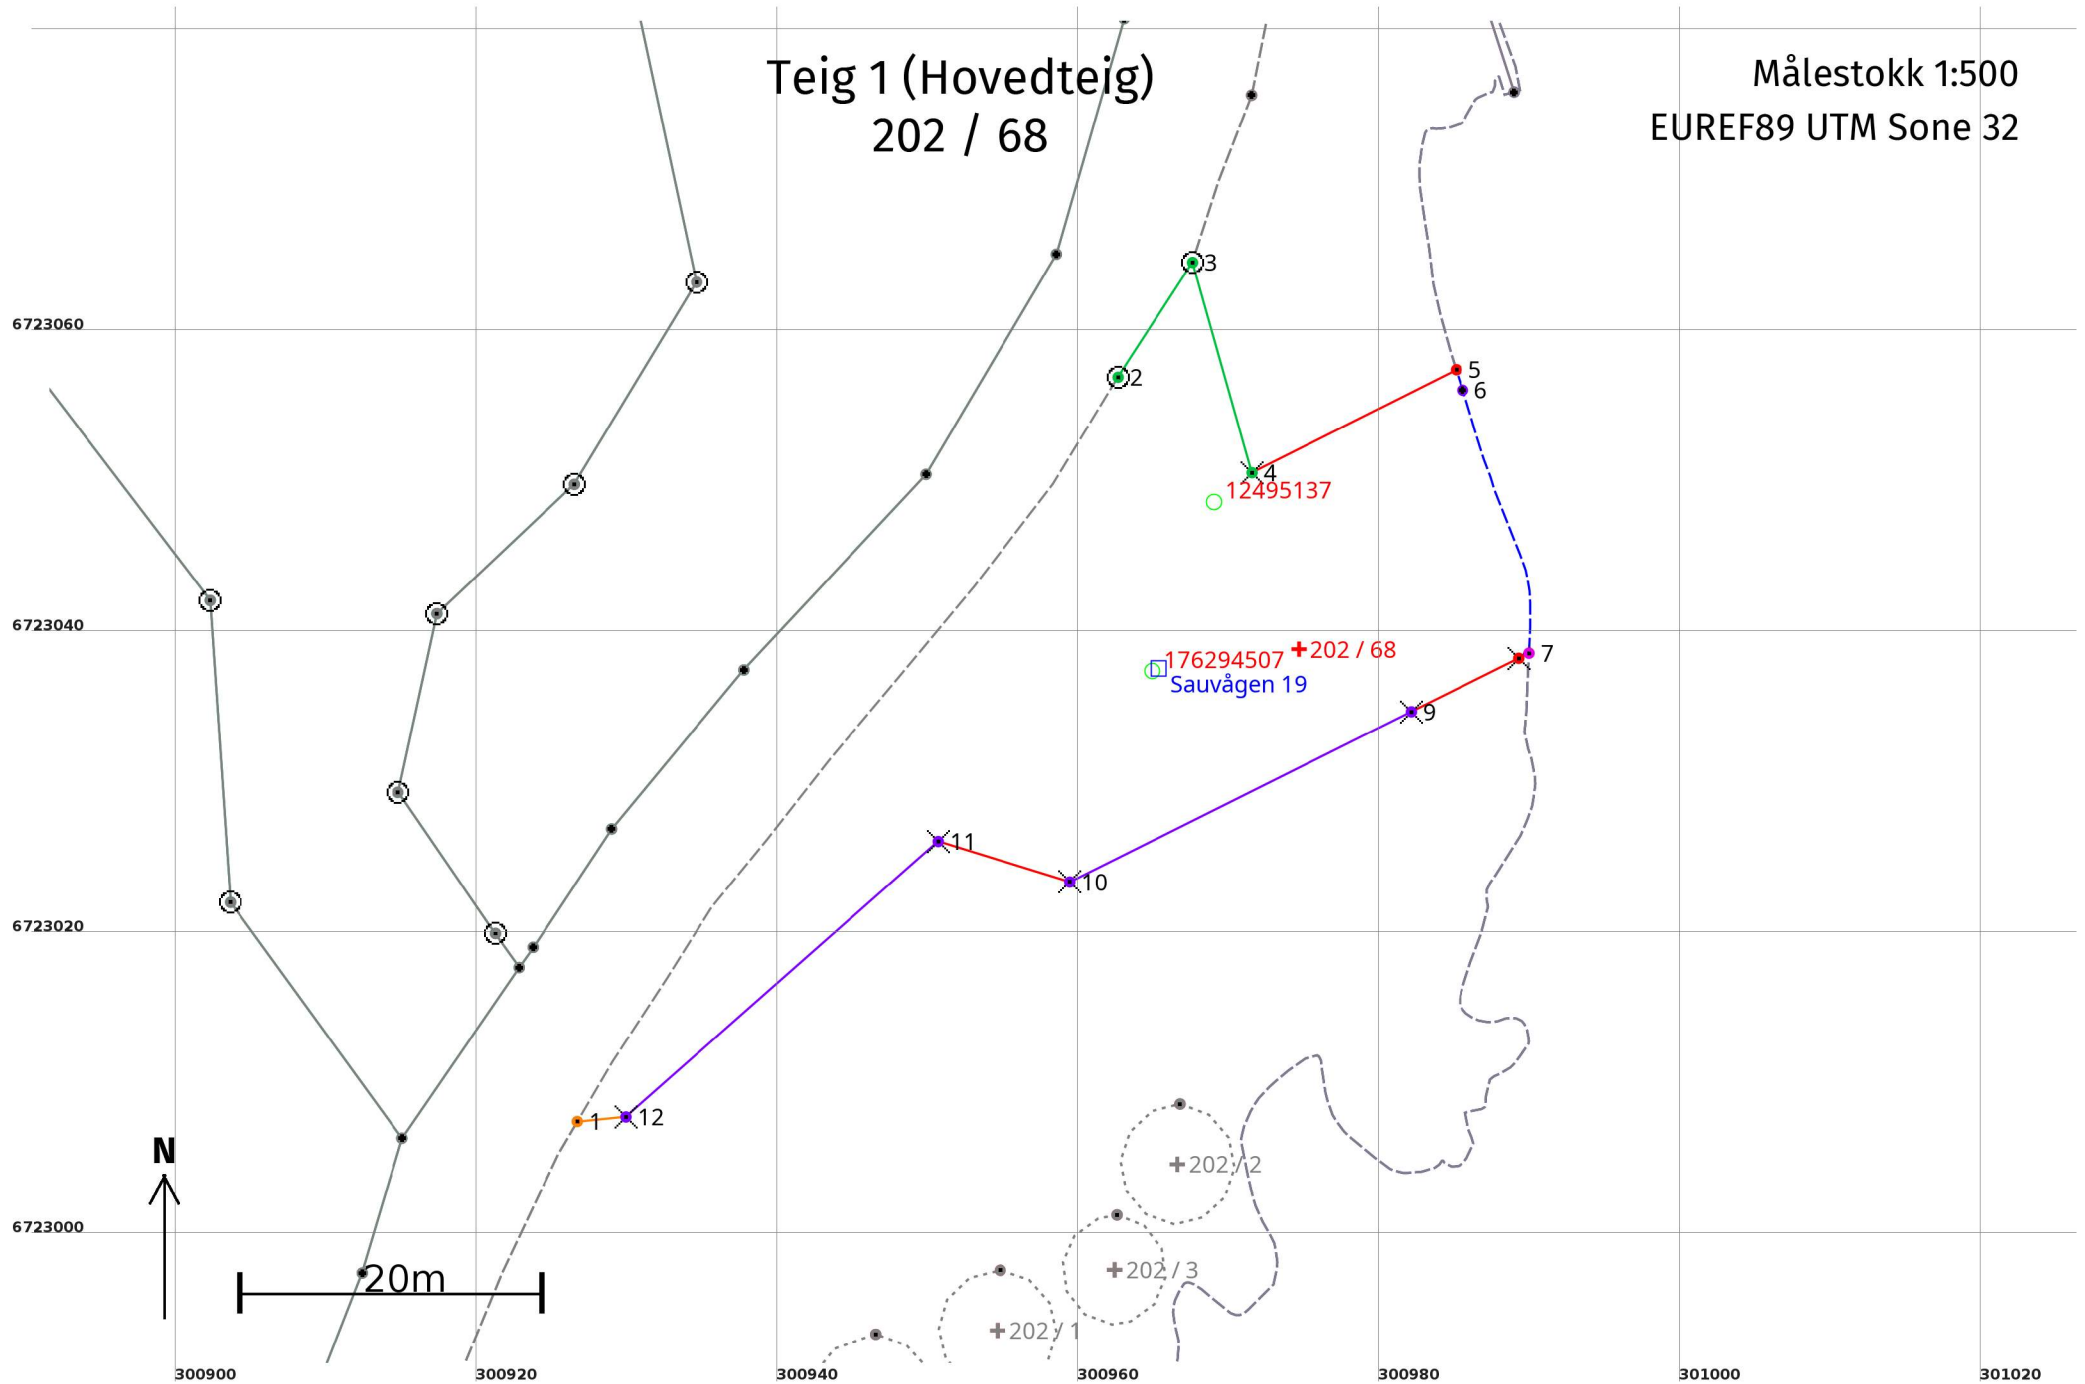 Teig 1 (Hovedteig)
202 / 68
Målestokk 1:500
EUREF89 UTM Sone 32
3
6723060
5
2
6
4
12495137
6723040
202 / 68
7
176294507
Sauvågen 19
9
11
10
6723020
1
12
N
202 / 2
6723000
202 / 3
20m
202 / 1
300900
300920
300940
300960
300980
301000
301020